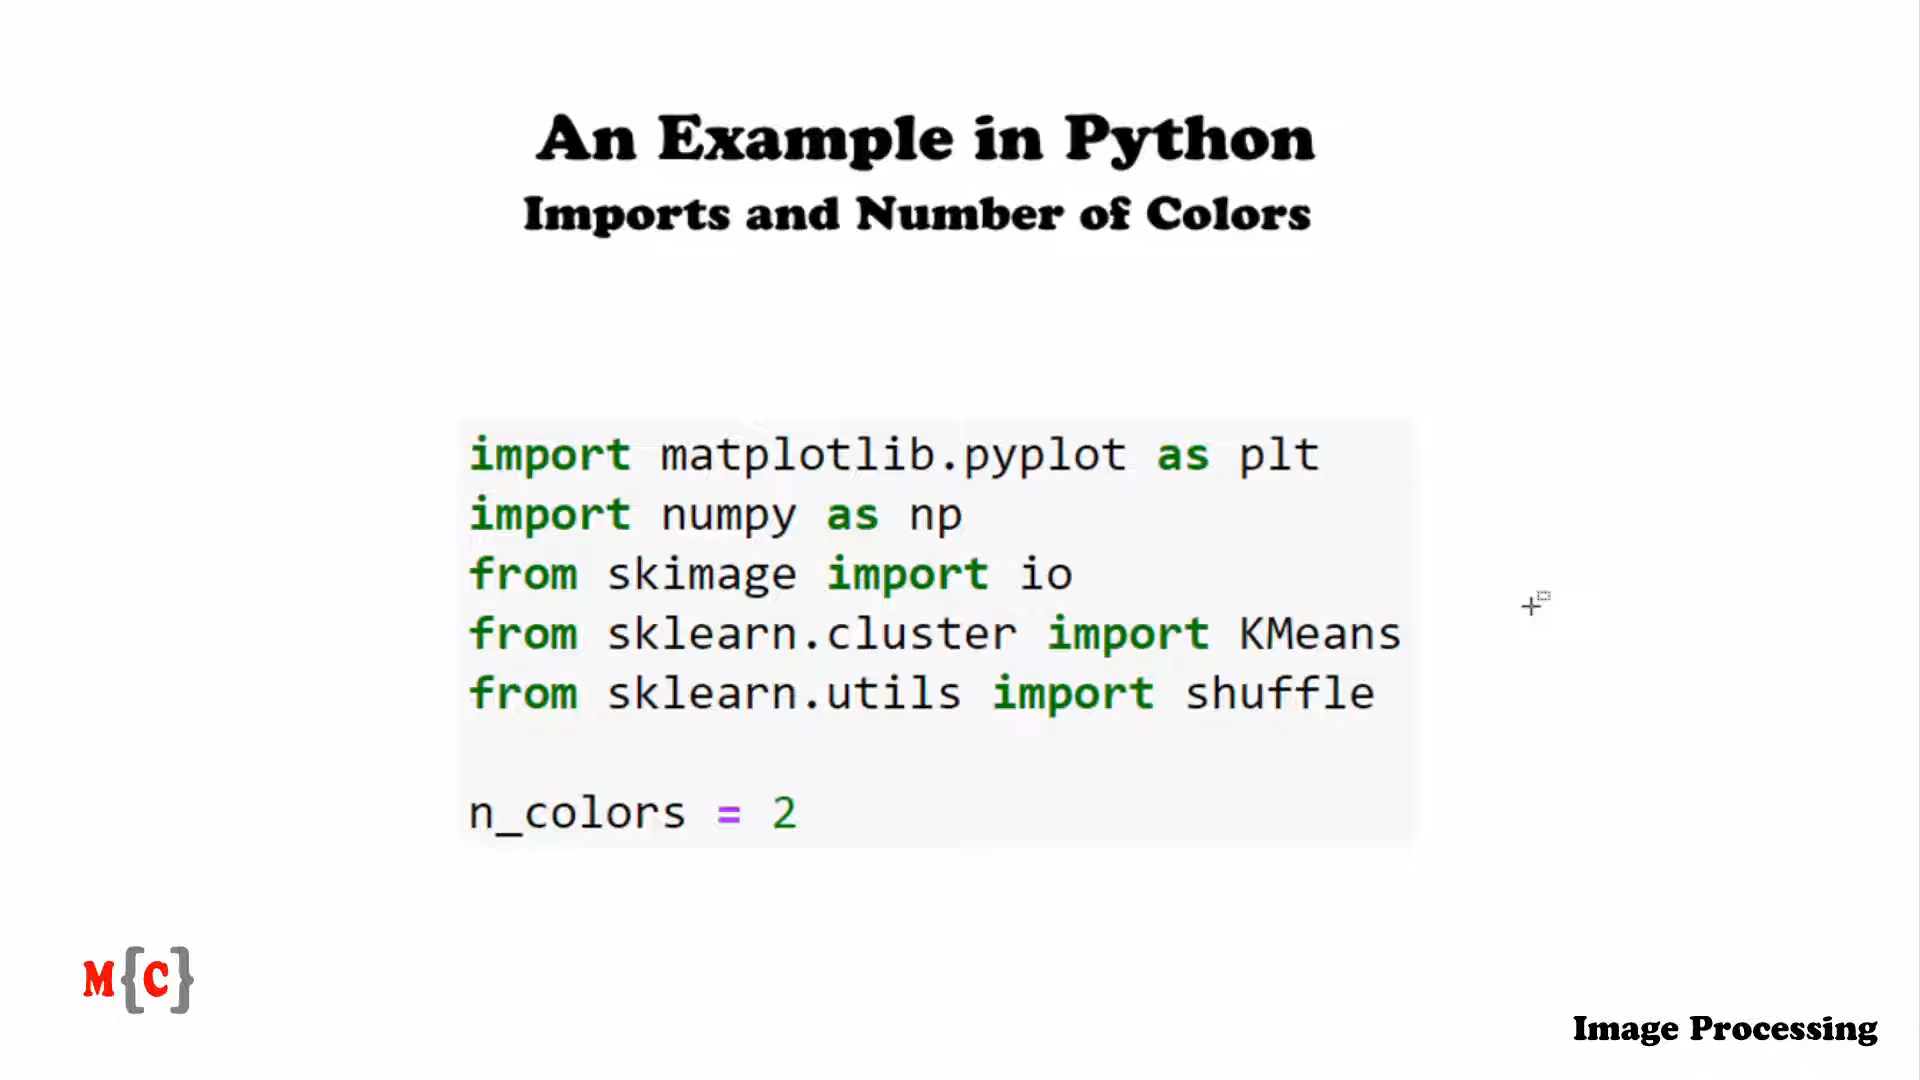 An Example in Python
Imports and Number of Colors
import matplotlib.pyplot as plt
import numpy as np
from skimage import io
from sklearn.cluster import KMeans
from sklearn.utils import shuffle
n_colors = 2
M{C}
Image Processing